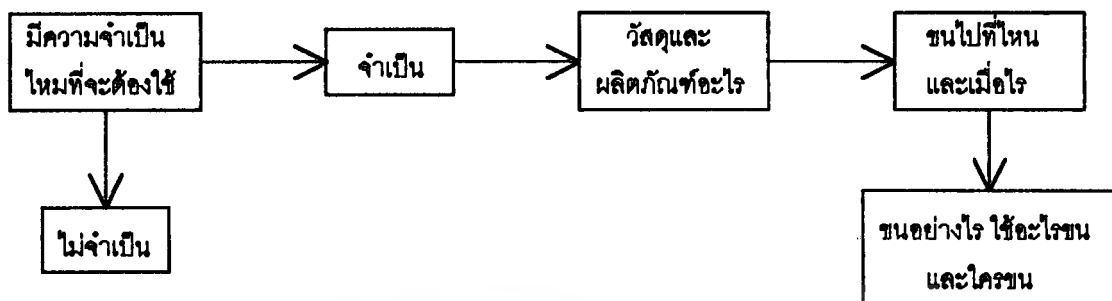 มีความจำเป็น
ไหมที่จะต้องใช้
จำเป็น
วัสดุและ
ผลิตภัณฑ์อะไร
ขนไปที่ไหน
และเมื่อไร
ไม่จำเป็น
ขนอย่างไร ใช้อะไรขน
และใครขน